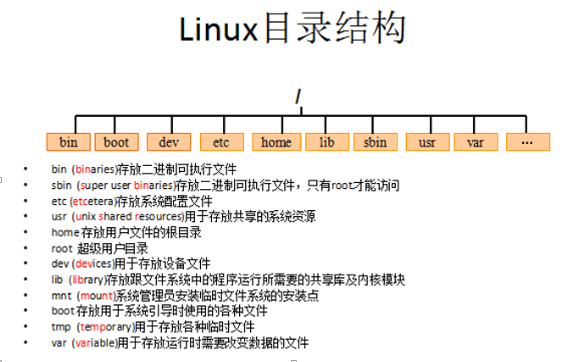 Linux目录结构
/
bin boot dev etc home lib sbin usr var ...
• bin (binaries)存放二进制可执行文件
• sbin (super user binaries)存放二进制可执行文件，只有root才能访问
• etc (etcetera)存放系统配置文件
• usr (unix shared resources)用于存放共享的系统资源
• home 存放用户文件的根目录
• root 超级用户目录
• dev (devices)用于存放设备文件
• lib (library)存放跟文件系统中的程序运行所需要的共享库及内核模块
• mnt (mount)系统管理员安装临时文件系统的安装点
• boot 存放用于系统引导时使用的各种文件
• tmp (temporary)用于存放各种临时文件
• var (variable)用于存放运行时需要改变数据的文件